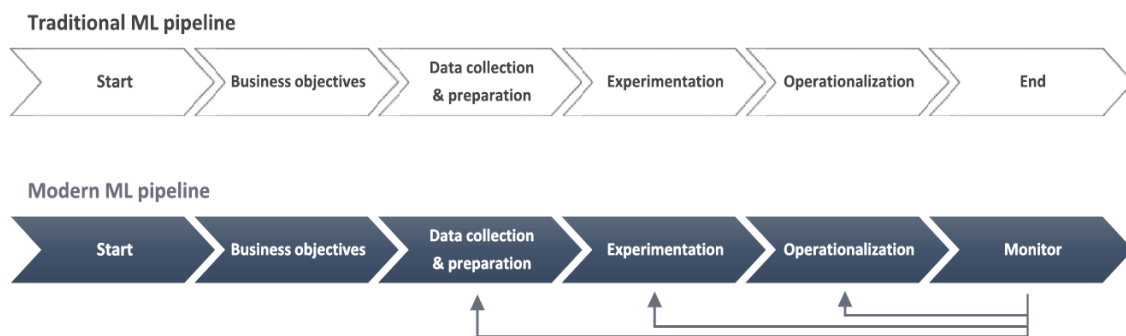 Traditional ML pipeline
Start
Business objectives
Data collection
& preparation
Experimentation
Operationalization
End
Modern ML pipeline
Start
Business objectives
Data collection
& preparation
Experimentation
Operationalization
Monitor